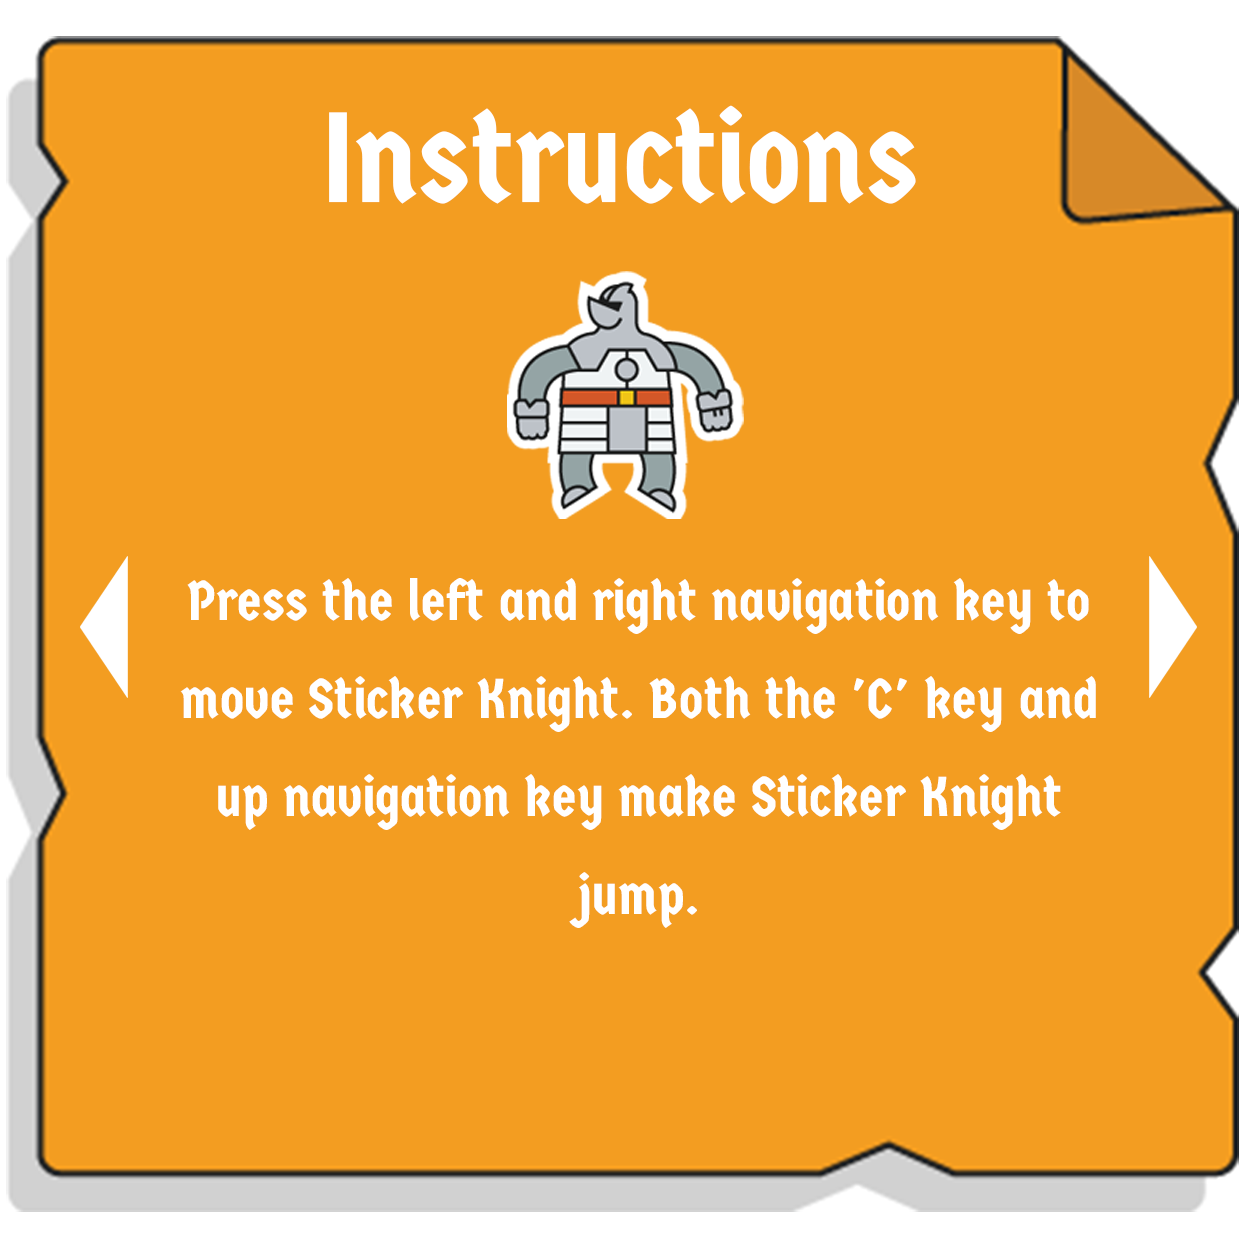 Instructions
Press the left and right navigation key to
move Sticker Knight. Both the 'C' key and
up navigation key make Sticker Knight
jump.